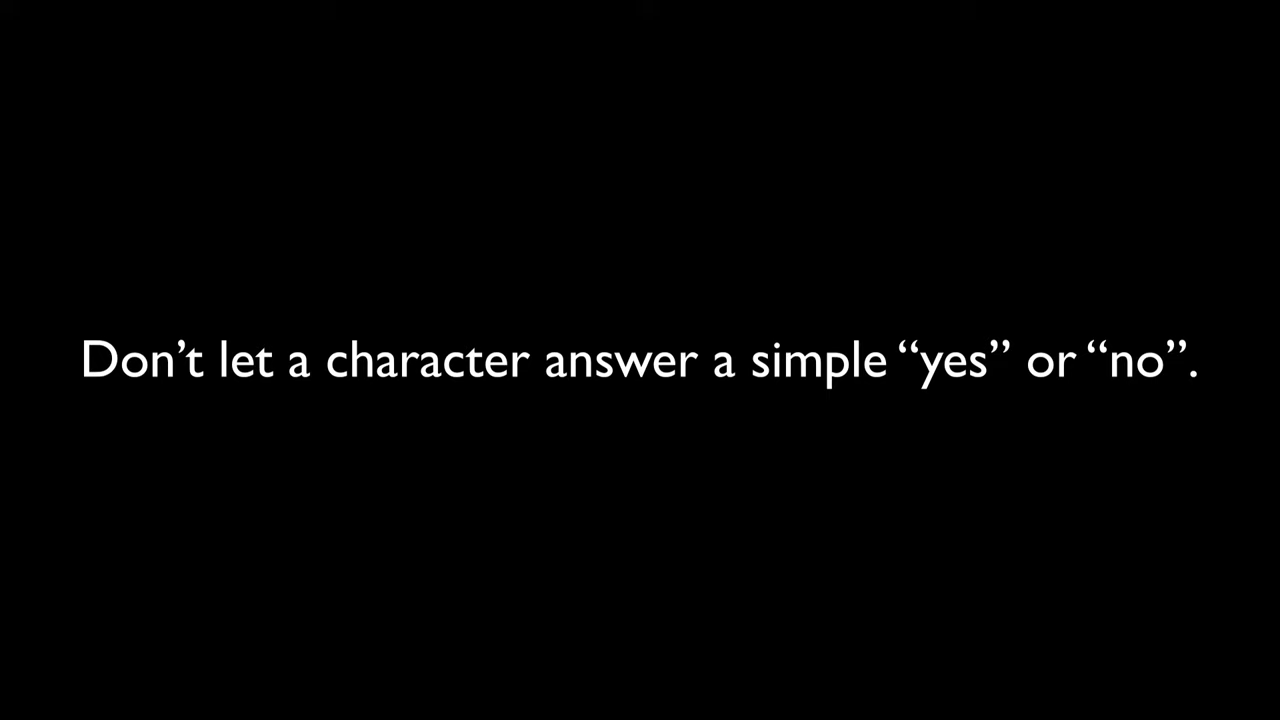 Don’t let a character answer a simple “yes” or “no”.